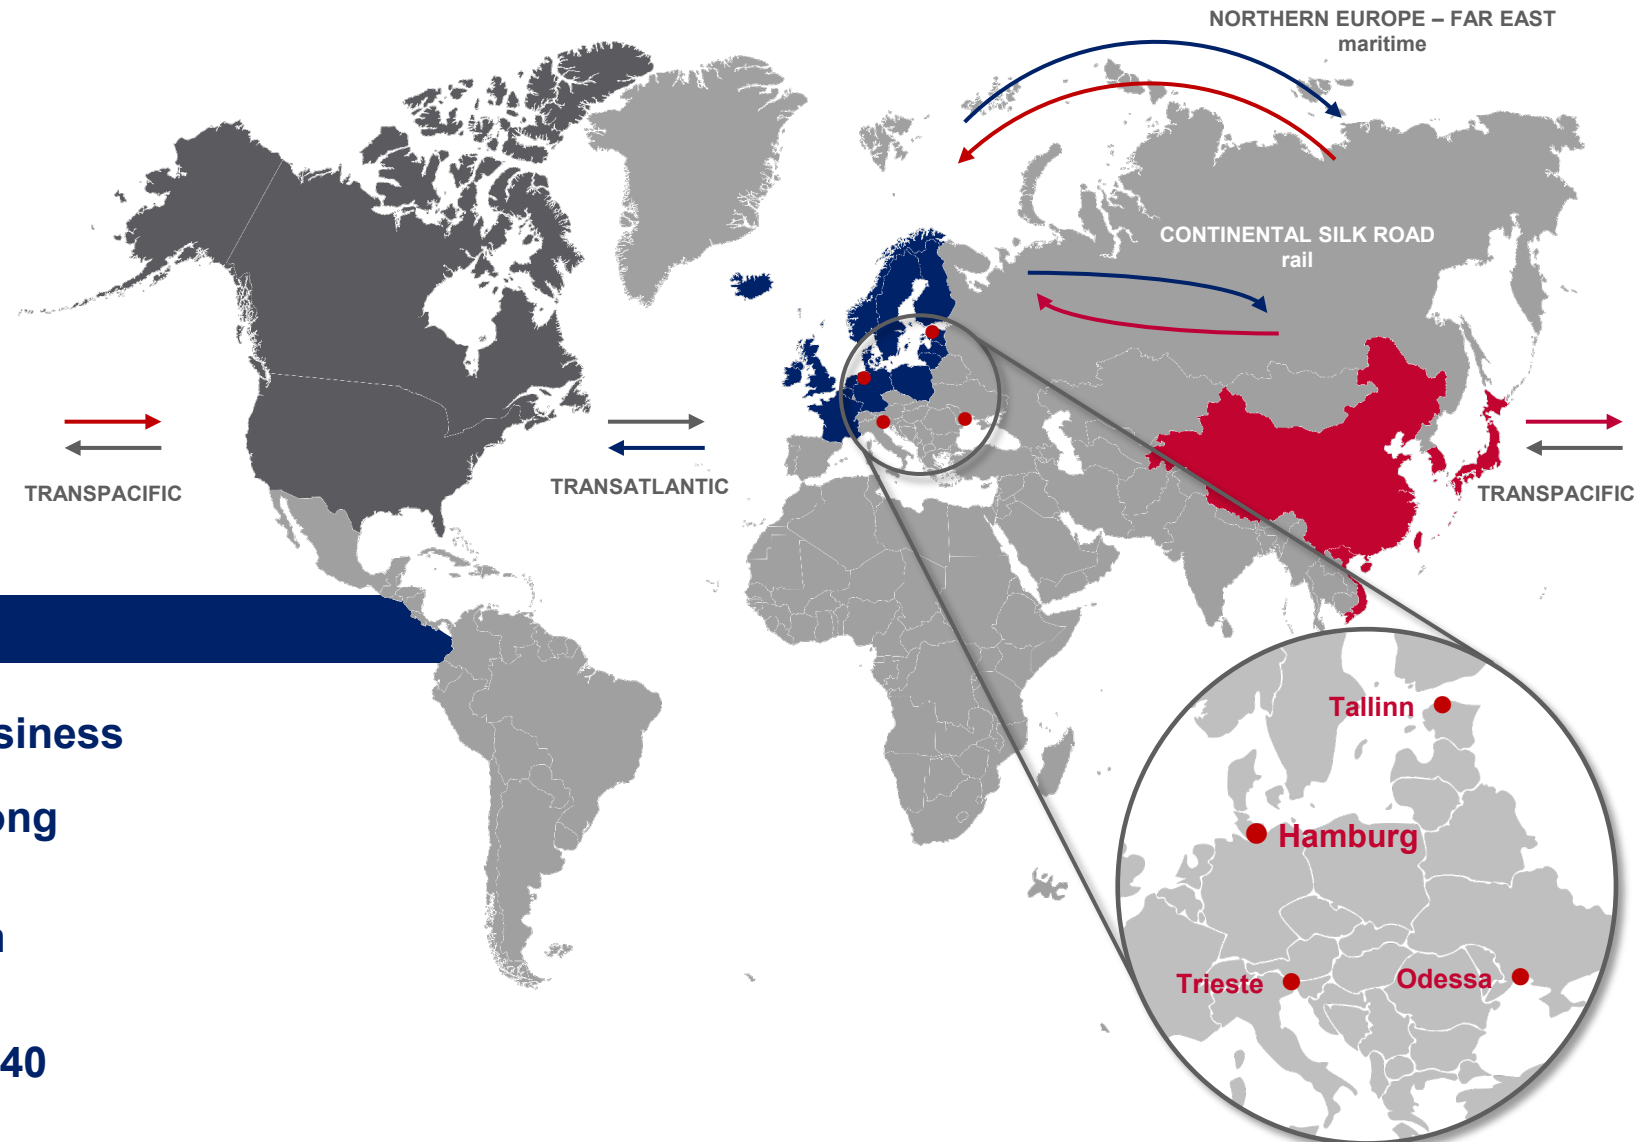 NORTHERN EUROPE – FAR EAST
maritime
CONTINENTAL SILK ROAD
rail
TRANSPACIFIC
TRANSATLANTIC
TRANSPACIFIC
siness
ong
40
Tallinn
Hamburg
Trieste
Odessa